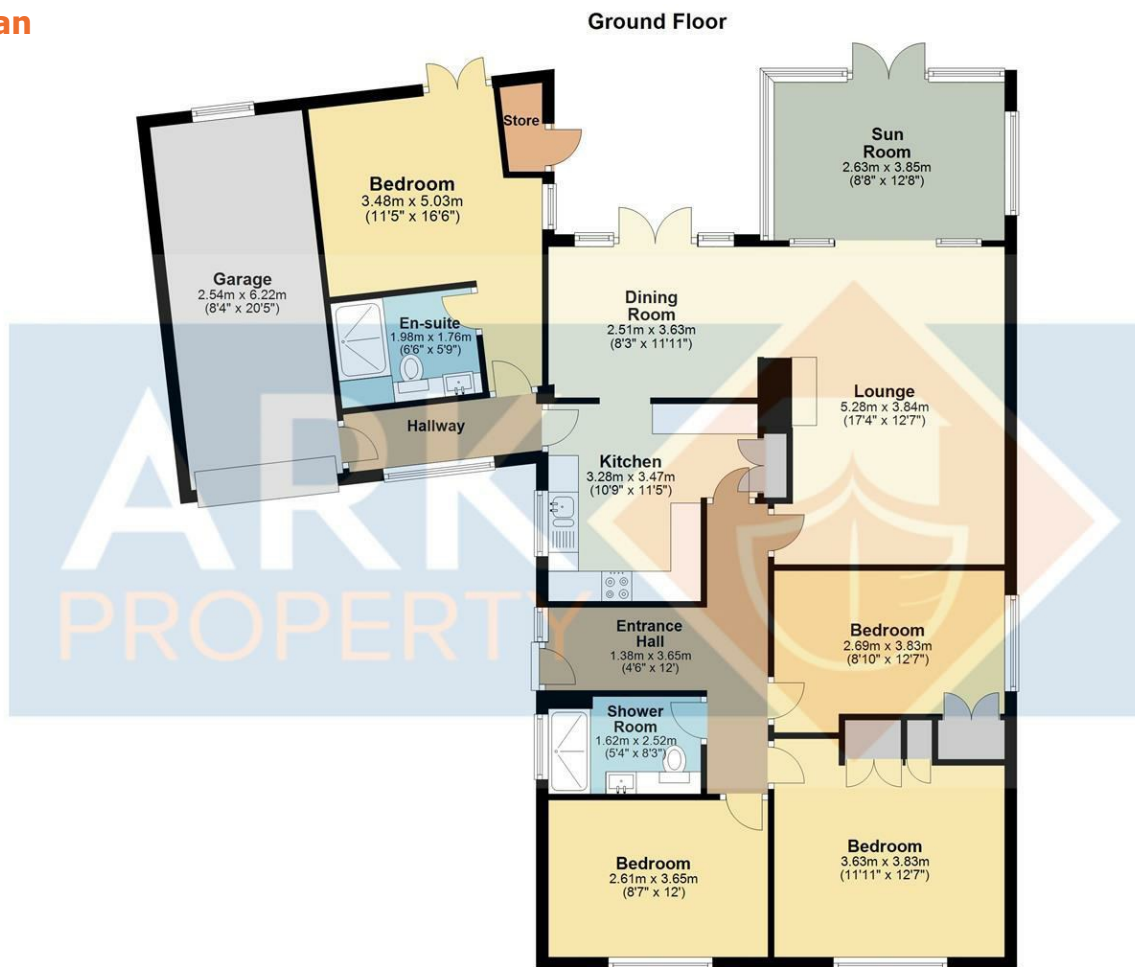 an
Ground Floor
Store
Sun
Room
2.63m x 3.85m
(8'8" x 12'8")
Bedroom
3.48m x 5.03m
(11'5" x 16'6")
Garage
2.54m x 6.22m
(8'4" x 20'5")
Dining
Room
2.51m x 3.63m
(8'3" x 11'11")
En-suite
1.98m x 1.76m
(6'6" x 5'9")
Lounge
5.28m x 3.84m
(17'4" x 12'7")
Hallway
Kitchen
3.28m x 3.47m
(10'9" x 11'5")
ARK
PROPERTY
Entrance
Hall
1.38m x 3.65m
(4'6" x 12')
Bedroom
2.69m x 3.83m
(8'10" x 12'7")
Shower
Room
1.62m x 2.52m
(5'4" x 8'3")
Bedroom
2.61m x 3.65m
(8'7" x 12')
Bedroom
3.63m x 3.83m
(11'11" x 12'7")